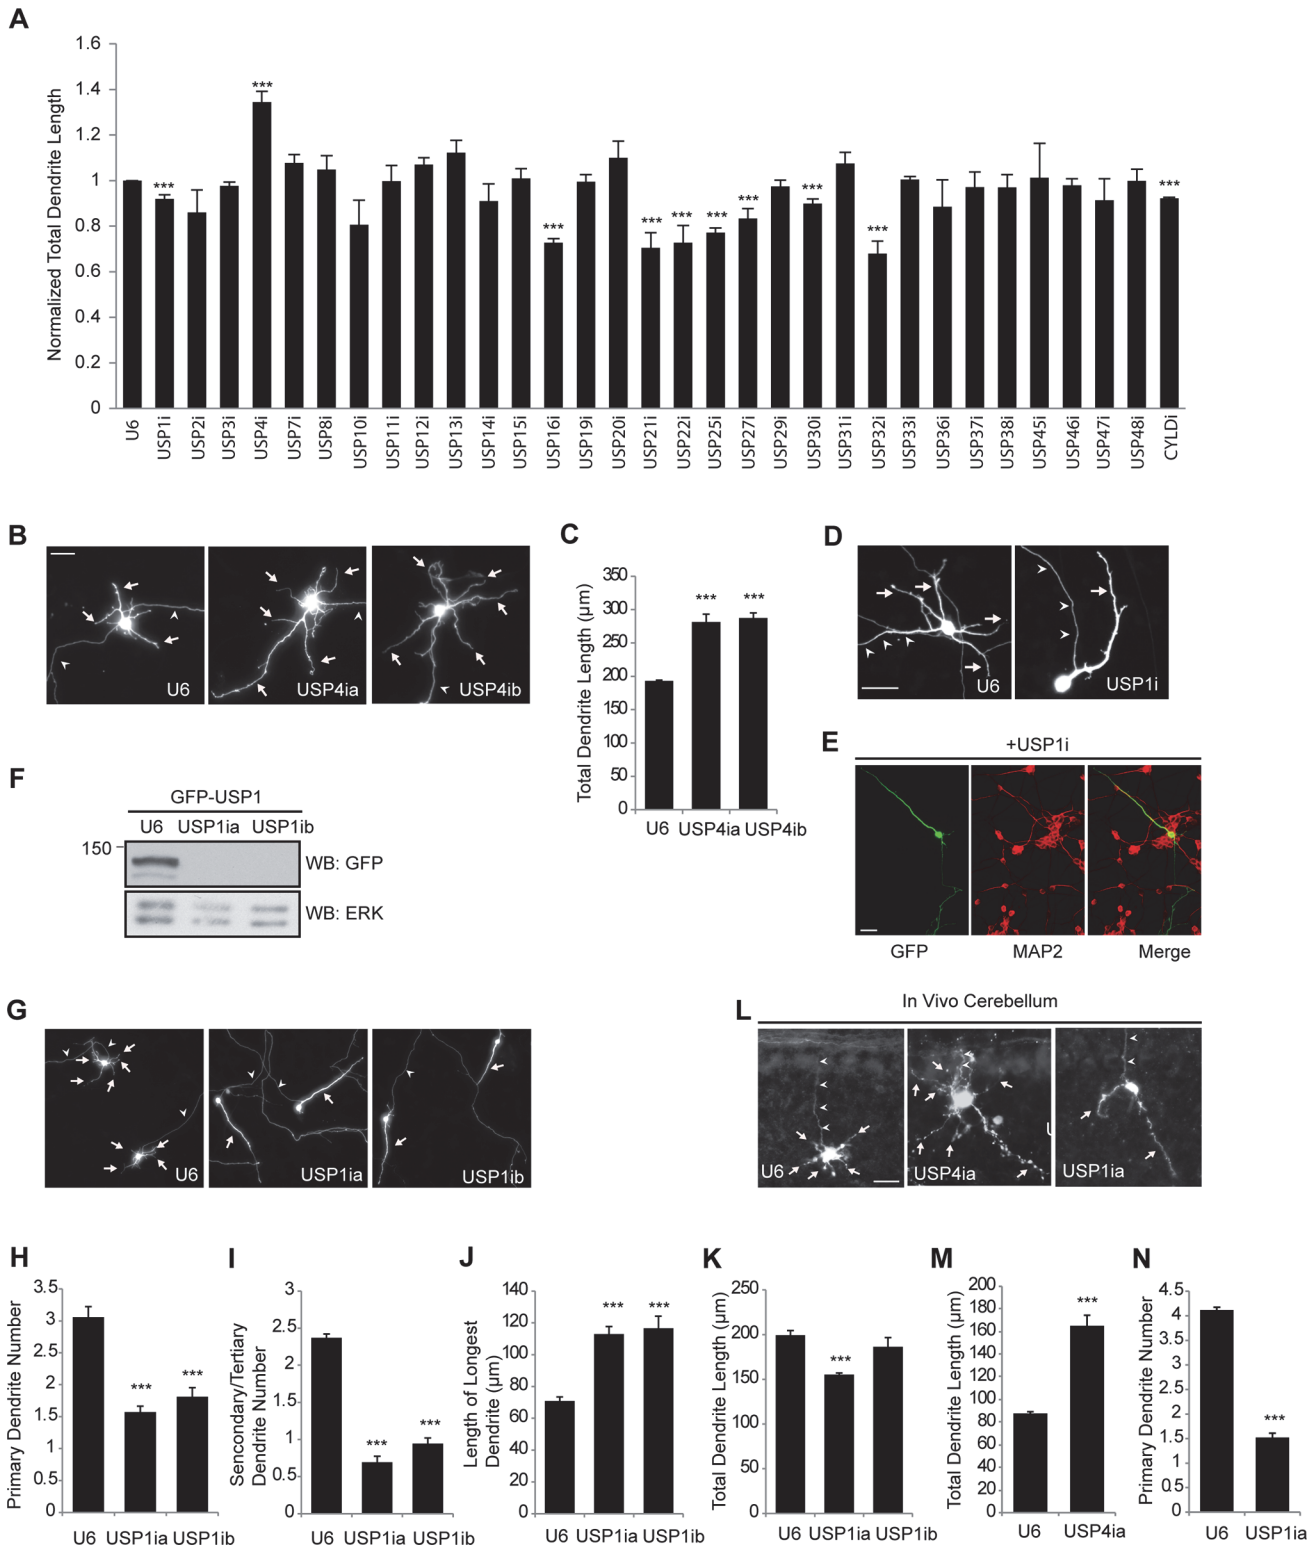 A
Normalized Total Dendrite Length
1.6
1.4
1.2
1
0.8
0.6
0.4
0.2
0
***
***
***
***
***
***
***
***
***
***
U6
USP1i
USP2i
USP3i
USP4i
USP7i
USP8i
USP10i
USP11i
USP12i
USP13i
USP14i
USP15i
USP16i
USP19i
USP20i
USP21i
USP22i
USP25i
USP27i
USP29i
USP30i
USP31i
USP32i
USP33i
USP36i
USP37i
USP38i
USP45i
USP46i
USP47i
USP48i
CYLDi
B
U6
USP4ia
USP4ib
C
Total Dendrite Length (μm)
350
300
250
200
150
100
50
0
***
***
U6 USP4ia USP4ib
D
U6
USP1i
E
+USP1i
GFP
MAP2
Merge
F
GFP-USP1
U6 USP1ia USP1ib
150
WB: GFP
WB: ERK
G
U6
USP1ia
USP1ib
L
In Vivo Cerebellum
U6
USP4ia
U
USP1ia
H
Primary Dendrite Number
3.5
3
2.5
2
1.5
1
0.5
0
***
***
U6 USP1ia USP1ib
I
Sencondary/Tertiary
Dendrite Number
3
2.5
2
1.5
1
0.5
0
***
***
U6 USP1ia USP1ib
J
Length of Longest
Dendrite (μm)
140
120
100
80
60
40
20
0
***
***
U6 USP1ia USP1ib
K
Total Dendrite Length (μm)
250
200
150
100
50
0
***
U6 USP1ia USP1ib
M
Total Dendrite Length (μm)
200
180
160
140
120
100
80
60
40
20
0
***
U6 USP4ia
N
Primary Dendrite Number
4.5
4
3.5
3
2.5
2
1.5
1
0.5
0
***
U6 USP1ia